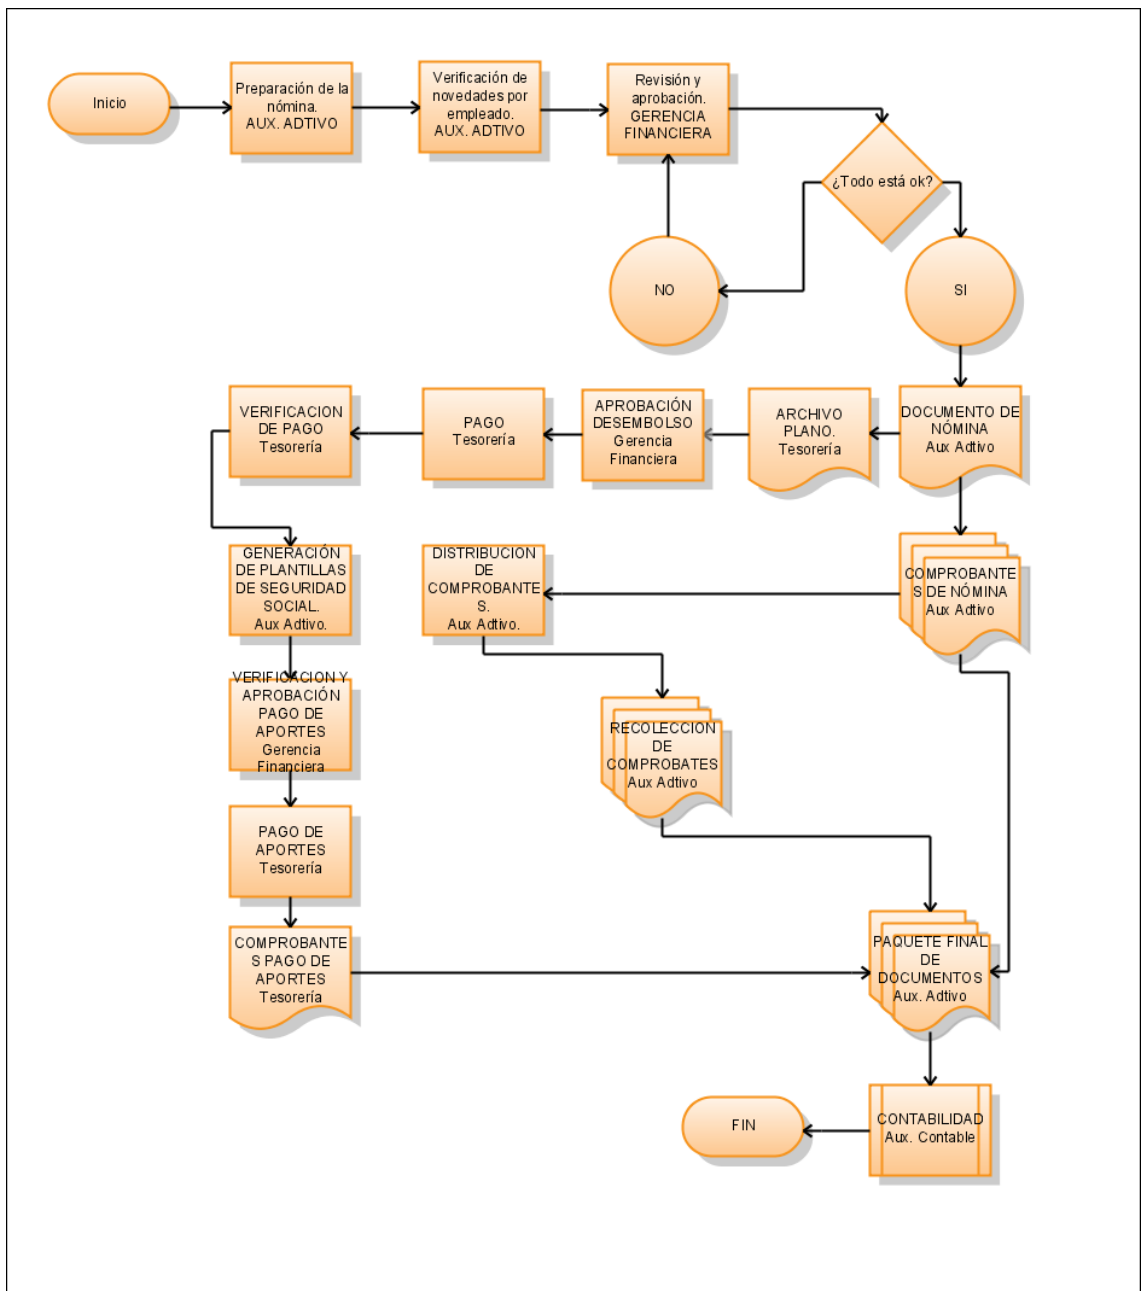 Inicio
Preparación de la
nómina.
AUX. ADTIVO
Verificación de
novedades por
empleado.
AUX. ADTIVO
Revisión y
aprobación.
GERENCIA
FINANCIERA
¿Todo está ok?
NO
SI
VERIFICACION
DE PAGO
Tesorería
PAGO
Tesorería
APROBACIÓN
DESEMBOLSO
Gerencia
Financiera
ARCHIVO
PLANO.
Tesorería
DOCUMENTO DE
NÓMINA
Aux Adtivo
GENERACIÓN
DE PLANTILLAS
DE SEGURIDAD
SOCIAL.
Aux Adtivo.
DISTRIBUCION
DE
COMPROBANTE
S.
Aux Adtivo.
COMPROBANTE
S DE NÓMINA
Aux Adtivo
VERIFICACION Y
APROBACIÓN
PAGO DE
APORTES
Gerencia
Financiera
RECOLECCION
DE
COMPROBATES
Aux Adtivo
PAGO DE
APORTES
Tesorería
COMPROBANTE
S PAGO DE
APORTES
Tesorería
PAQUETE FINAL
DE
DOCUMENTOS
Aux. Adtivo
FIN
CONTABILIDAD
Aux. Contable